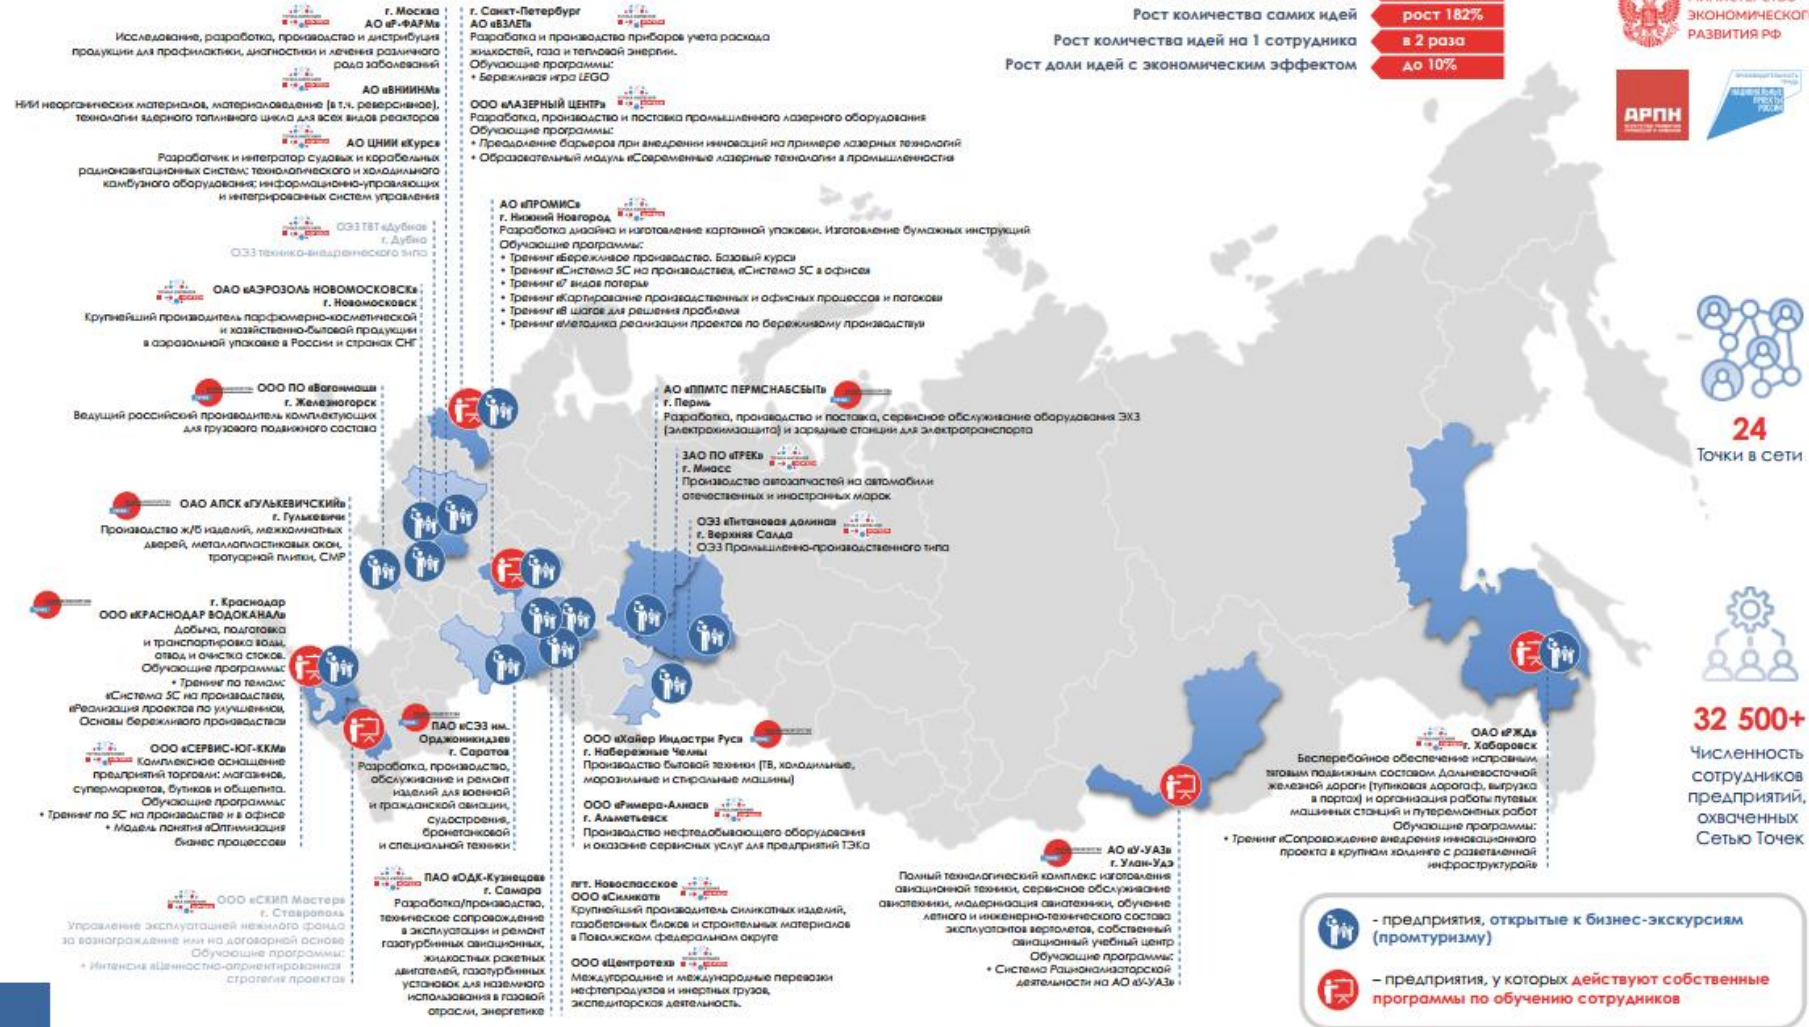 г. Москва
АО «Р-ФАРМ»
Исследование, разработка, производство и дистрибуция
продукции для профилактики, диагностики и лечения различного
рода заболеваний
АО «ВНИИНМ»
НИИ неорганических материалов, материаловедение (в т.ч. реверсивное),
технологии ядерного топливного цикла для всех видов реакторов
АО ЦНИИ «Курс»
Разработчик и интегратор судовых и корабельных
радионавигационных систем; технологического и холодильного
камбузного оборудования; информационно-управляющих
и интегрированных систем управления
ОЭЗ ТВТ «Дубна»
г. Дубна
ОЭЗ технико-внедренческого типа
ОАО «АЭРОЗОЛЬ НОВОМОСКОВСК»
г. Новомосковск
Крупнейший производитель парфюмерно-косметической
и хозяйственно-бытовой продукции
в аэрозольной упаковке в России и странах СНГ
ООО ПО «Вагонмаш»
г. Железногорск
Ведущий российский производитель комплектующих
для грузового подвижного состава
ОАО АПСК «ГУЛЬКЕВИЧСКИЙ»
г. Гулькевичи
Производство ж/б изделий, межкомнатных
дверей, металлопластиковых окон,
тротуарной плитки, СМР
г. Краснодар
ООО «КРАСНОДАР ВОДОКАНАЛ»
Добыча, подготовка
и транспортировка воды,
отвод и очистка стоков.
Обучающие программы:
• Тренинг по темам:
«Система 5С на производстве»,
«Реализация проектов по улучшению»,
Основы бережливого производства»
ООО «СЕРВИС-ЮГ-ККМ»
Комплексное оснащение
предприятий торговли: магазинов,
супермаркетов, бутиков и общепита.
Обучающие программы:
• Тренинг по 5С на производстве и в офисе
• Модель понятия «Оптимизация
бизнес процессов»
ООО «СКИП Мастер»
г. Ставрополь
Управление эксплуатацией нежилого фонда
за вознаграждение или на договорной основе
Обучающие программы:
• Интенсив «Ценностно-ориентированная
стратегия проекта»
г. Санкт-Петербург
АО «ВЗЛЕТ»
Разработка и производство приборов учета расхода
жидкостей, газа и тепловой энергии.
Обучающие программы:
• Бережливая игра LEGO
ООО «ЛАЗЕРНЫЙ ЦЕНТР»
Разработка, производство и поставка промышленного лазерного оборудования
Обучающие программы:
• Преодоление барьеров при внедрении инноваций на примере лазерных технологий
• Образовательный модуль «Современные лазерные технологии в промышленности»
АО «ПРОМИС»
г. Нижний Новгород
Разработка дизайна и изготовление картонной упаковки. Изготовление бумажных инструкций
Обучающие программы:
• Тренинг «Бережливое производство. Базовый курс»
• Тренинг «Система 5С на производстве», «Система 5С в офисе»
• Тренинг «7 видов потерь»
• Тренинг «Картирование производственных и офисных процессов и потоков»
• Тренинг «8 шагов для решения проблем»
• Тренинг «Методика реализации проектов по бережливому производству»
АО «ППМТС ПЕРМСНАБСБЫТ»
г. Пермь
Разработка, производство и поставка, сервисное обслуживание оборудования ЭХЗ
(электрохимзащита) и зарядные станции для электротранспорта
ЗАО ПО «ТРЕК»
г. Миасс
Производство автозапчастей на автомобили
отечественных и иностранных марок
ОЭЗ «Титановая долина»
г. Верхняя Салда
ОЭЗ Промышленно-производственного типа
ПАО «СЭЗ им.
Орджоникидзе»
г. Саратов
Разработка, производство,
обслуживание и ремонт
изделий для военной
и гражданской авиации,
судостроения,
бронетанковой
и специальной техники
ПАО «ОДК-Кузнецов»
г. Самара
Разработка/производство,
техническое сопровождение
в эксплуатации и ремонт
газотурбинных авиационных,
жидкостных ракетных
двигателей, газотурбинных
установок для наземного
использования в газовой
отрасли, энергетике
ООО «Хайер Индастри Рус»
г. Набережные Челны
Производство бытовой техники (ТВ, холодильные,
морозильные и стиральные машины)
ООО «Римера-Алнас»
г. Альметьевск
Производство нефтедобывающего оборудования
и оказание сервисных услуг для предприятий ТЭКа
пгт. Новоспасское
ООО «Силикат»
Крупнейший производитель силикатных изделий,
газобетонных блоков и строительных материалов
в Поволжском федеральном округе
ООО «Центротех»
Междугородние и международные перевозки
нефтепродуктов и инертных грузов,
экспедиторская деятельность.
АО «У-УАЗ»
г. Улан-Удэ
Полный технологический комплекс изготовления
авиационной техники, сервисное обслуживание
авиатехники, модернизация авиатехники, обучение
летного и инженерно-технического состава
эксплуатантов вертолетов, собственный
авиационный учебный центр
Обучающие программы:
• Система Рационализаторской
деятельности на АО «У-УАЗ»
ОАО «РЖД»
г. Хабаровск
Бесперебойное обеспечение исправным
тяговым подвижным составом Дальневосточной
железной дороги (тупиковая дорога, выгрузка
в портах) и организация работы путевых
машинных станций и путеремонтных работ
Обучающие программы:
• Тренинг «Сопровождение внедрения инновационного
проекта в крупном холдинге с разветвленной
инфраструктурой»
Рост количества самих идей
рост 182%
Рост количества идей на 1 сотрудника
в 2 раза
Рост доли идей с экономическим эффектом
до 10%
ЭКОНОМИЧЕСКОГО
РАЗВИТИЯ РФ
АРПН
НАЦИОНАЛЬНЫЕ
ПРОЕКТЫ
РОССИИ
24
Точки в сети
32 500+
Численность
сотрудников
предприятий,
охваченных
Сетью Точек
- предприятия, открытые к бизнес-экскурсиям
(промтуризму)
– предприятия, у которых действуют собственные
программы по обучению сотрудников